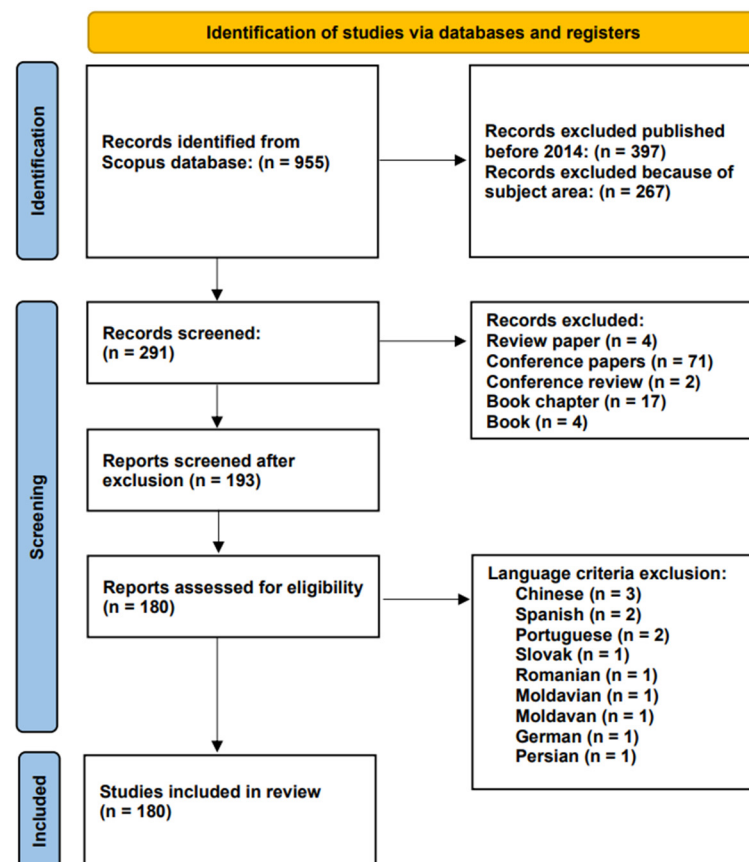 Identification of studies via databases and registers
Identification
Records identified from
Scopus database: (n = 955)
Records excluded published
before 2014: (n = 397)
Records excluded because of
subject area: (n = 267)
Screening
Records screened:
(n = 291)
Records excluded:
Review paper (n = 4)
Conference papers (n = 71)
Conference review (n = 2)
Book chapter (n = 17)
Book (n = 4)
Reports screened after
exclusion (n = 193)
Reports assessed for eligibility
(n = 180)
Language criteria exclusion:
Chinese (n = 3)
Spanish (n = 2)
Portuguese (n = 2)
Slovak (n = 1)
Romanian (n = 1)
Moldavian (n = 1)
Moldavan (n = 1)
German (n = 1)
Persian (n = 1)
Included
Studies included in review
(n = 180)